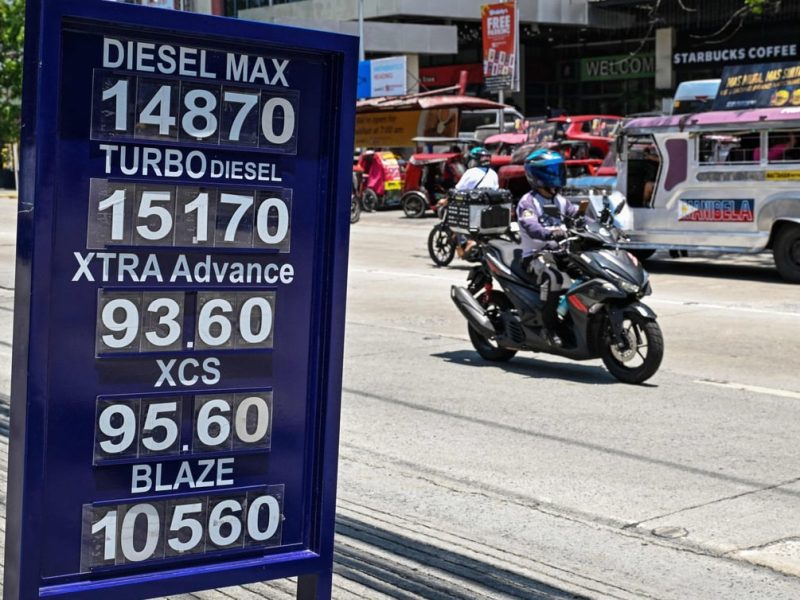 DIESEL MAX
14870
TURBO DIESEL
15170
XTRA Advance
93.60
XCS
95.60
BLAZE
10560
FREE
WELCOME
STARBUCKS COFFEE
MANIBELA